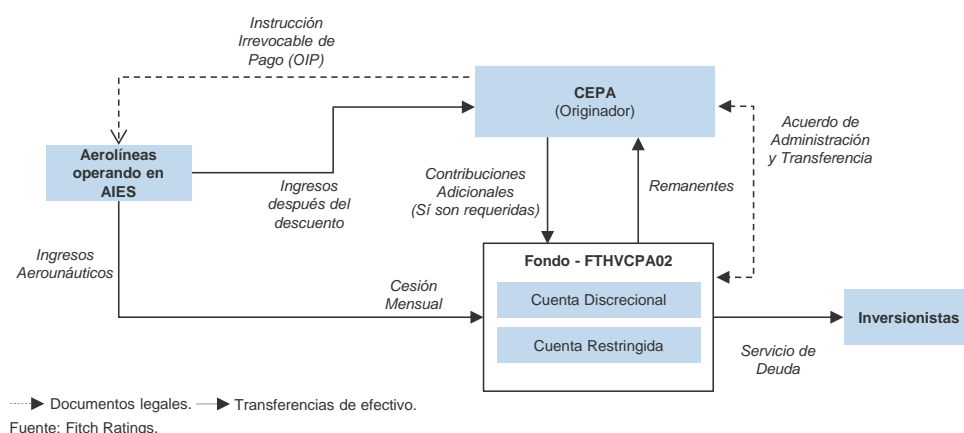 Instrucción
Irrevocable de
Pago (OIP)
CEPA
(Originador)
Acuerdo de
Administración
y Transferencia
Aerolíneas
operando en
AIES
Ingresos
después del
descuento
Contribuciones
Adicionales
(Sí son requeridas)
Remanentes
Ingresos
Aerounáuticos
Cesión
Mensual
Fondo - FTHVCPA02
Cuenta Discrecional
Cuenta Restringida
Inversionistas
Servicio de
Deuda
Documentos legales. Transferencias de efectivo.
Fuente: Fitch Ratings.